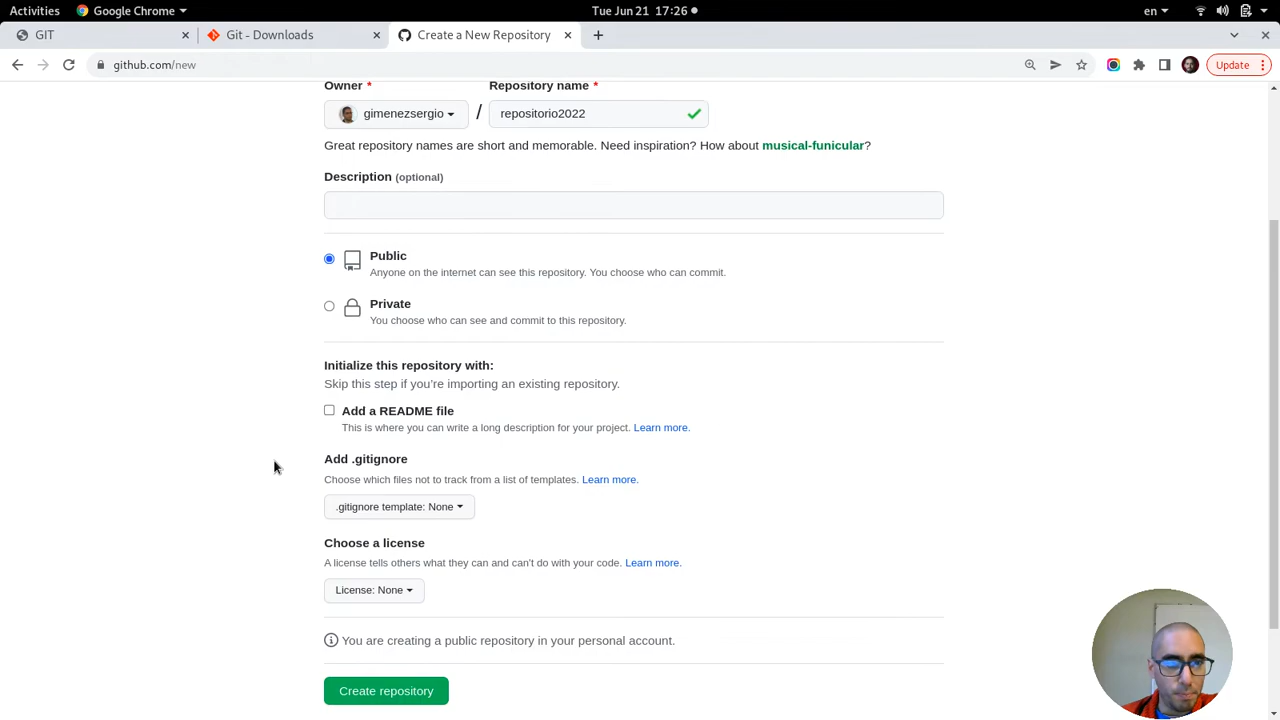 Activities Google Chrome Tue Jun 21 17:26 en
GIT Git - Downloads Create a New Repository
github.com/new Update
Owner * Repository name *
gimenezsergio / repositorio2022
Great repository names are short and memorable. Need inspiration? How about musical-funicular?
Description (optional)
Public
Anyone on the internet can see this repository. You choose who can commit.
Private
You choose who can see and commit to this repository.
Initialize this repository with:
Skip this step if you’re importing an existing repository.
Add a README file
This is where you can write a long description for your project. Learn more.
Add .gitignore
Choose which files not to track from a list of templates. Learn more.
.gitignore template: None
Choose a license
A license tells others what they can and can't do with your code. Learn more.
License: None
You are creating a public repository in your personal account.
Create repository